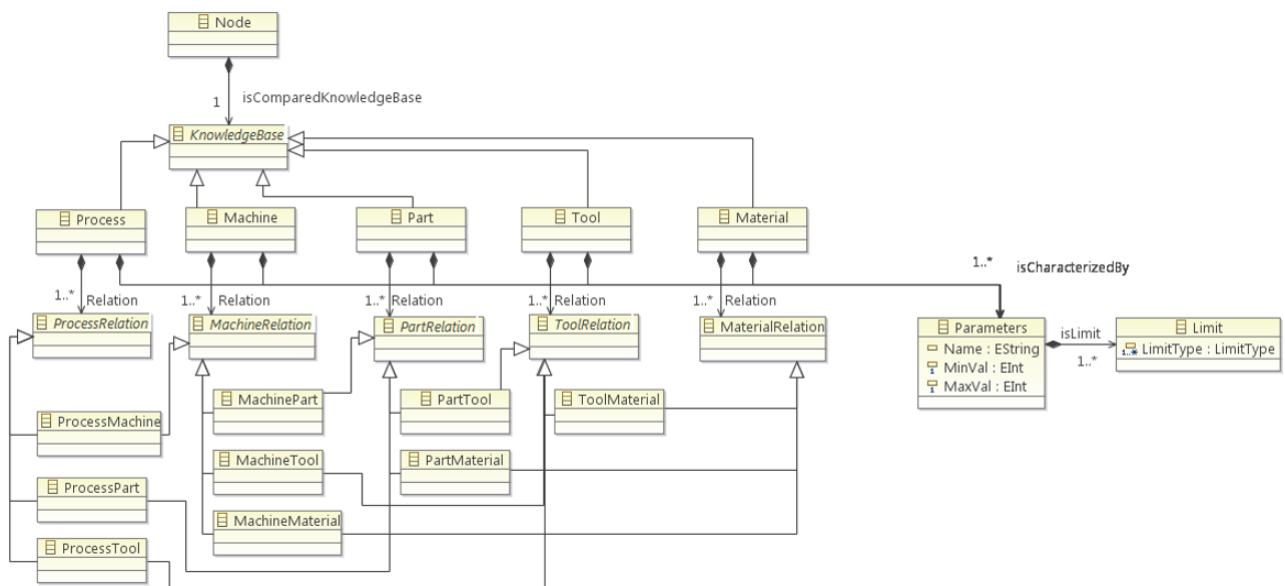 Node
1
isComparedKnowledgeBase
KnowledgeBase
Process
Machine
Part
Tool
Material
1..*
isCharacterizedBy
1..* Relation
1..* Relation
1..* Relation
1..* Relation
1..* Relation
ProcessRelation
MachineRelation
PartRelation
ToolRelation
MaterialRelation
Parameters
Name : EString
MinVal : EInt
MaxVal : EInt
isLimit
1..*
Limit
1..* LimitType : LimitType
MachinePart
PartTool
ToolMaterial
ProcessMachine
MachineTool
PartMaterial
ProcessPart
MachineMaterial
ProcessTool